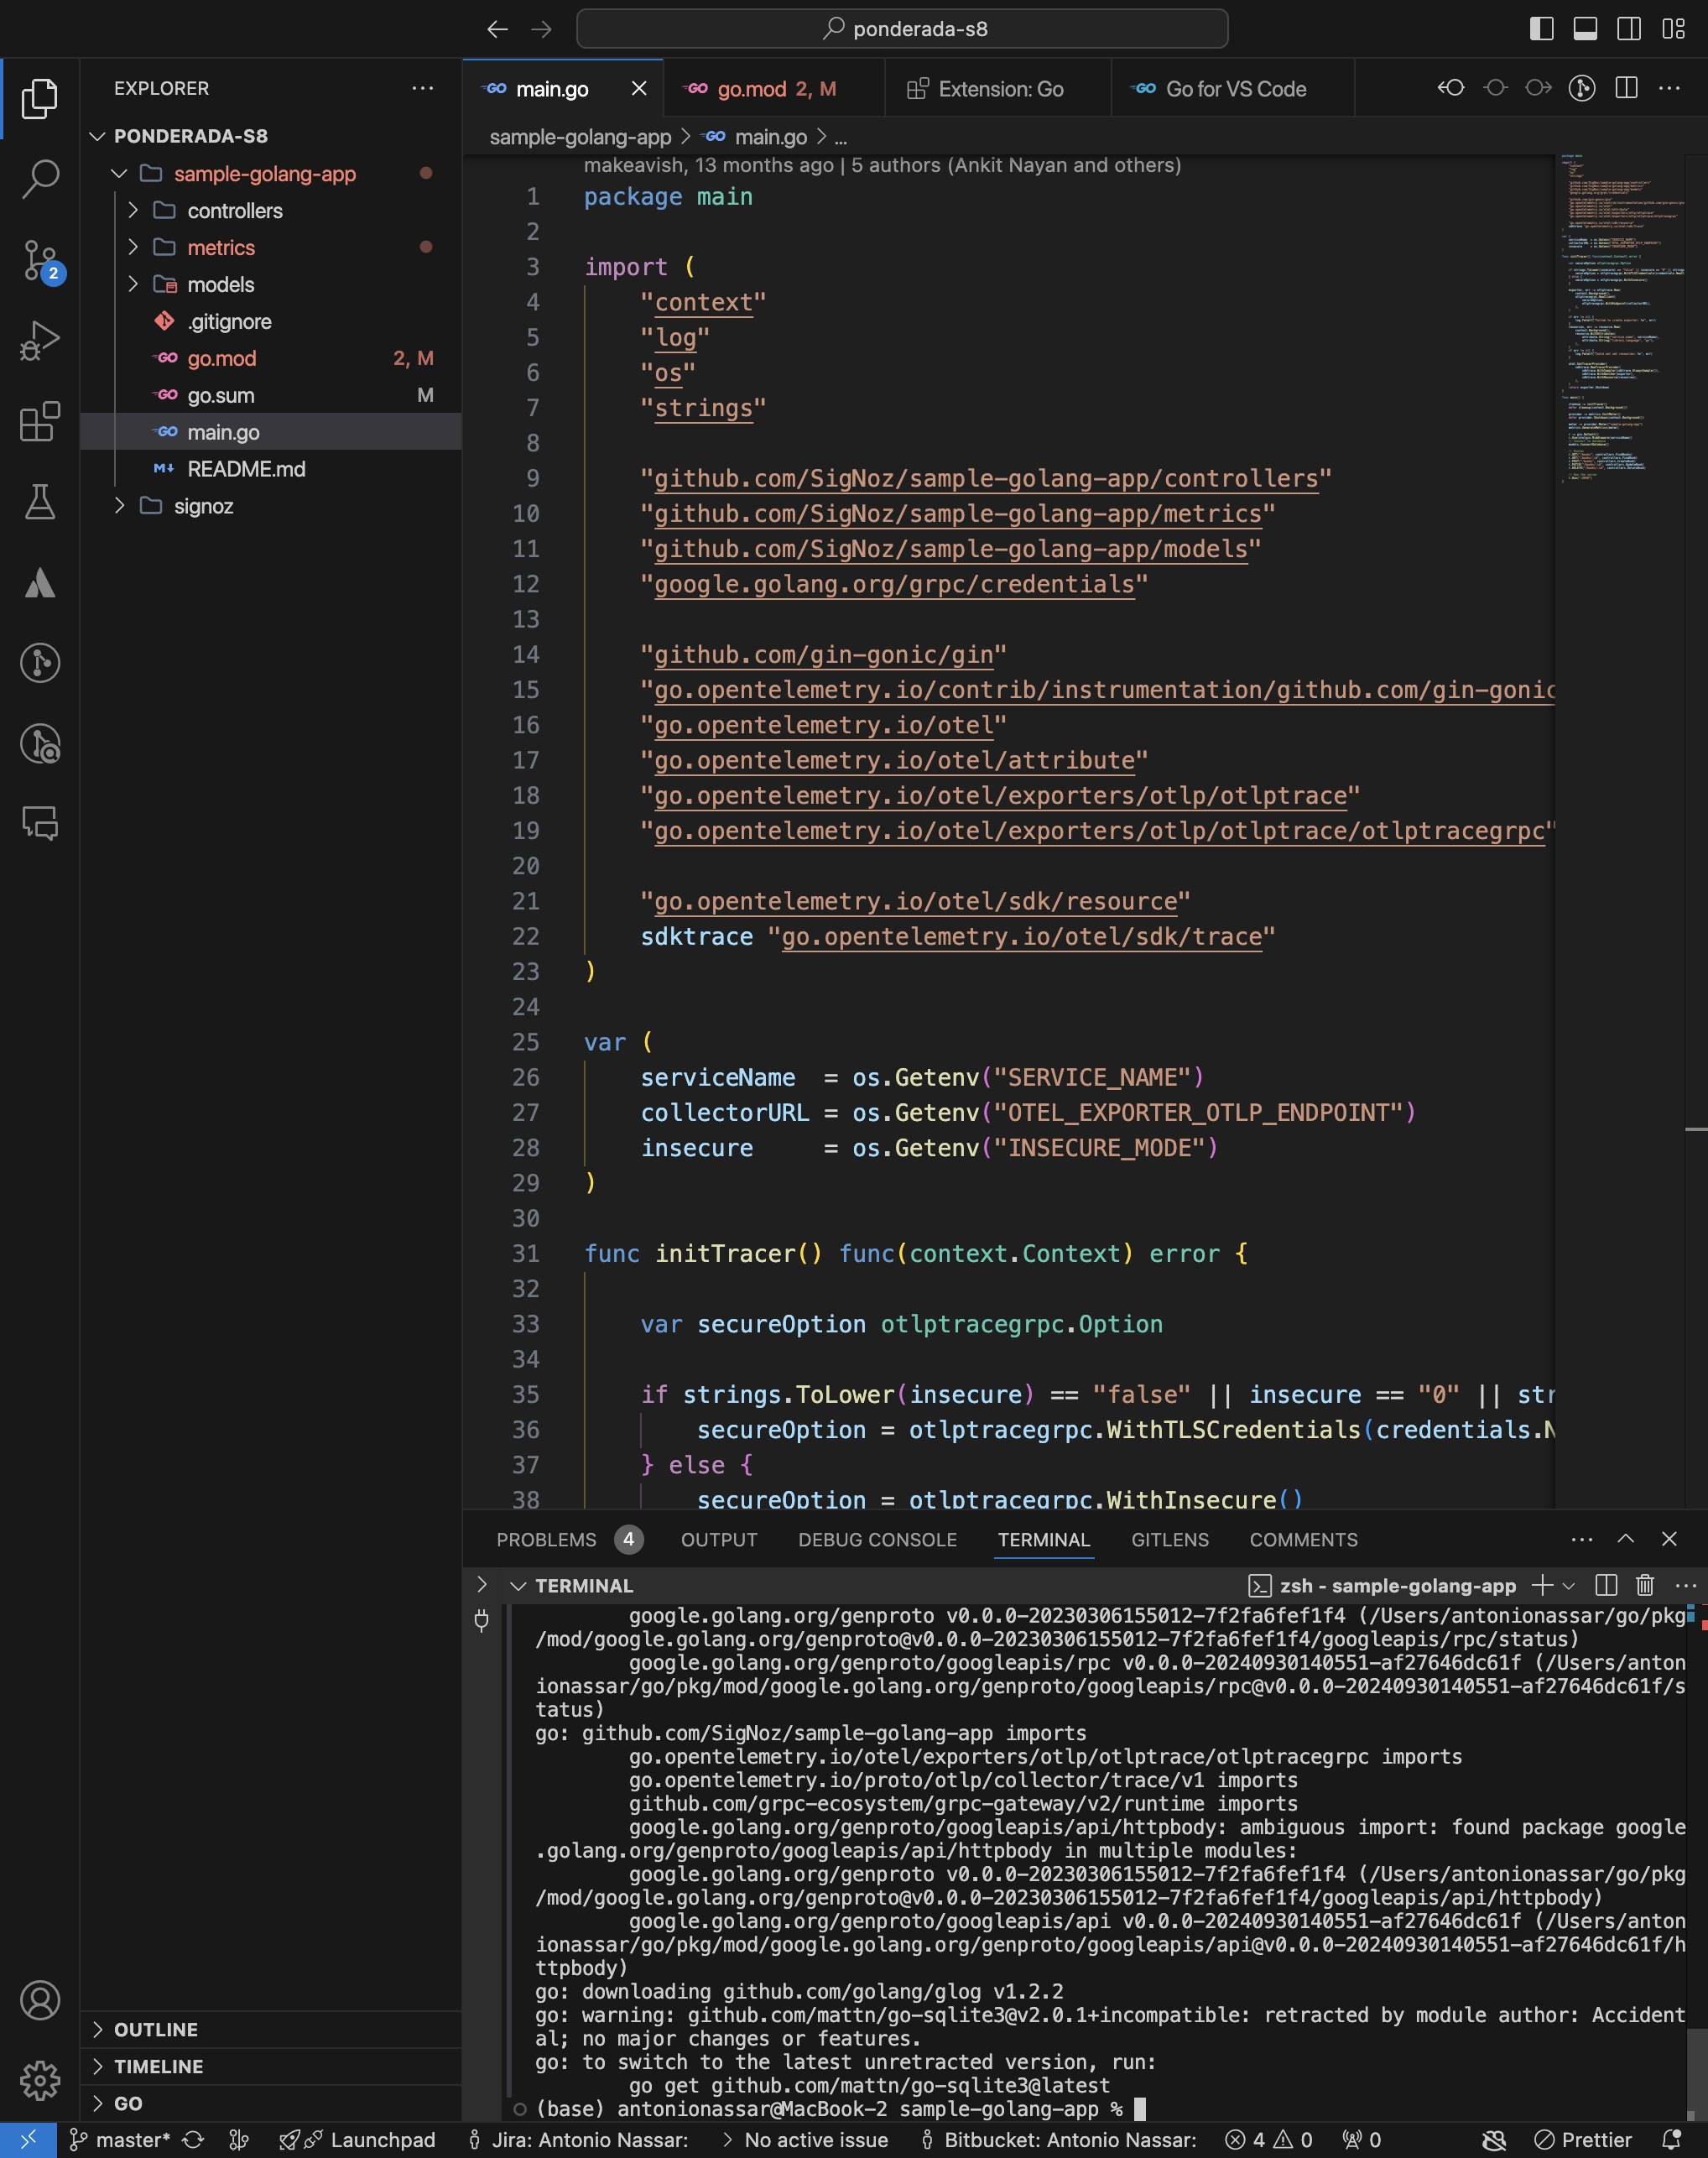 ponderada-s8
EXPLORER
PONDERADA-S8
sample-golang-app
controllers
metrics
models
.gitignore
go.mod 2, M
go.sum M
main.go
README.md
signoz
2
OUTLINE
TIMELINE
GO
main.go
go.mod 2, M
Extension: Go
Go for VS Code
sample-golang-app > main.go > ...
makeavish, 13 months ago | 5 authors (Ankit Nayan and others)
1 package main
2
3 import (
4 "context"
5 "log"
6 "os"
7 "strings"
8
9 "github.com/SigNoz/sample-golang-app/controllers"
10 "github.com/SigNoz/sample-golang-app/metrics"
11 "github.com/SigNoz/sample-golang-app/models"
12 "google.golang.org/grpc/credentials"
13
14 "github.com/gin-gonic/gin"
15 "go.opentelemetry.io/contrib/instrumentation/github.com/gin-gonic
16 "go.opentelemetry.io/otel"
17 "go.opentelemetry.io/otel/attribute"
18 "go.opentelemetry.io/otel/exporters/otlp/otlptrace"
19 "go.opentelemetry.io/otel/exporters/otlp/otlptrace/otlptracegrpc"
20
21 "go.opentelemetry.io/otel/sdk/resource"
22 sdktrace "go.opentelemetry.io/otel/sdk/trace"
23 )
24
25 var (
26 serviceName = os.Getenv("SERVICE_NAME")
27 collectorURL = os.Getenv("OTEL_EXPORTER_OTLP_ENDPOINT")
28 insecure = os.Getenv("INSECURE_MODE")
29 )
30
31 func initTracer() func(context.Context) error {
32
33 var secureOption otlptracegrpc.Option
34
35 if strings.ToLower(insecure) == "false" || insecure == "0" || str
36 secureOption = otlptracegrpc.WithTLSCredentials(credentials.N
37 } else {
38 secureOption = otlptracegrpc.WithInsecure()
PROBLEMS 4 OUTPUT DEBUG CONSOLE TERMINAL GITLENS COMMENTS
TERMINAL zsh - sample-golang-app
google.golang.org/genproto v0.0.0-20230306155012-7f2fa6fef1f4 (/Users/antonionassar/go/pkg
/mod/google.golang.org/genproto@v0.0.0-20230306155012-7f2fa6fef1f4/googleapis/rpc/status)
google.golang.org/genproto/googleapis/rpc v0.0.0-20240930140551-af27646dc61f (/Users/anton
ionassar/go/pkg/mod/google.golang.org/genproto/googleapis/rpc@v0.0.0-20240930140551-af27646dc61f/s
tatus)
go: github.com/SigNoz/sample-golang-app imports
go.opentelemetry.io/otel/exporters/otlp/otlptrace/otlptracegrpc imports
go.opentelemetry.io/proto/otlp/collector/trace/v1 imports
github.com/grpc-ecosystem/grpc-gateway/v2/runtime imports
google.golang.org/genproto/googleapis/api/httpbody: ambiguous import: found package google
.golang.org/genproto/googleapis/api/httpbody in multiple modules:
google.golang.org/genproto v0.0.0-20230306155012-7f2fa6fef1f4 (/Users/antonionassar/go/pkg
/mod/google.golang.org/genproto@v0.0.0-20230306155012-7f2fa6fef1f4/googleapis/api/httpbody)
google.golang.org/genproto/googleapis/api v0.0.0-20240930140551-af27646dc61f (/Users/anton
ionassar/go/pkg/mod/google.golang.org/genproto/googleapis/api@v0.0.0-20240930140551-af27646dc61f/h
ttpbody)
go: downloading github.com/golang/glog v1.2.2
go: warning: github.com/mattn/go-sqlite3@v2.0.1+incompatible: retracted by module author: Accident
al; no major changes or features.
go: to switch to the latest unretracted version, run:
go get github.com/mattn/go-sqlite3@latest
(base) antonionassar@MacBook-2 sample-golang-app %
master* Launchpad Jira: Antonio Nassar: No active issue Bitbucket: Antonio Nassar: 4 0 0 Prettier